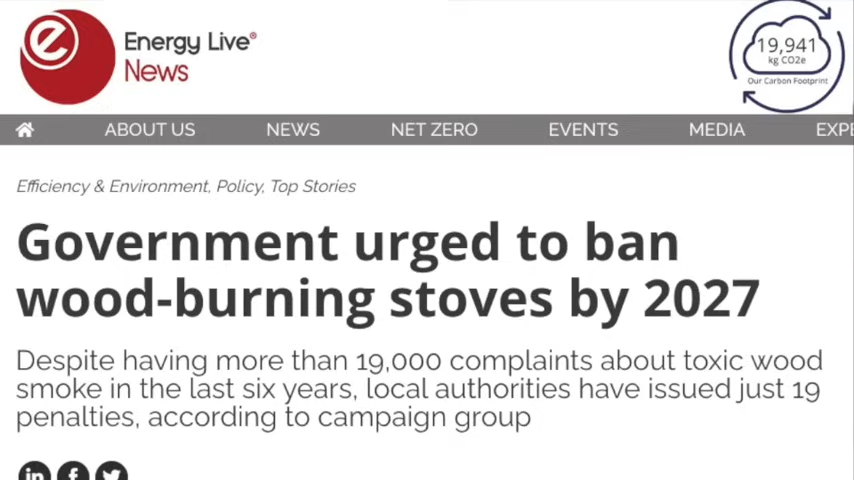 Energy Live®
News
19,941
kg CO2e
Our Carbon Footprint
ABOUT US NEWS NET ZERO EVENTS MEDIA EXPE
Efficiency & Environment, Policy, Top Stories
Government urged to ban
wood-burning stoves by 2027
Despite having more than 19,000 complaints about toxic wood
smoke in the last six years, local authorities have issued just 19
penalties, according to campaign group
in f